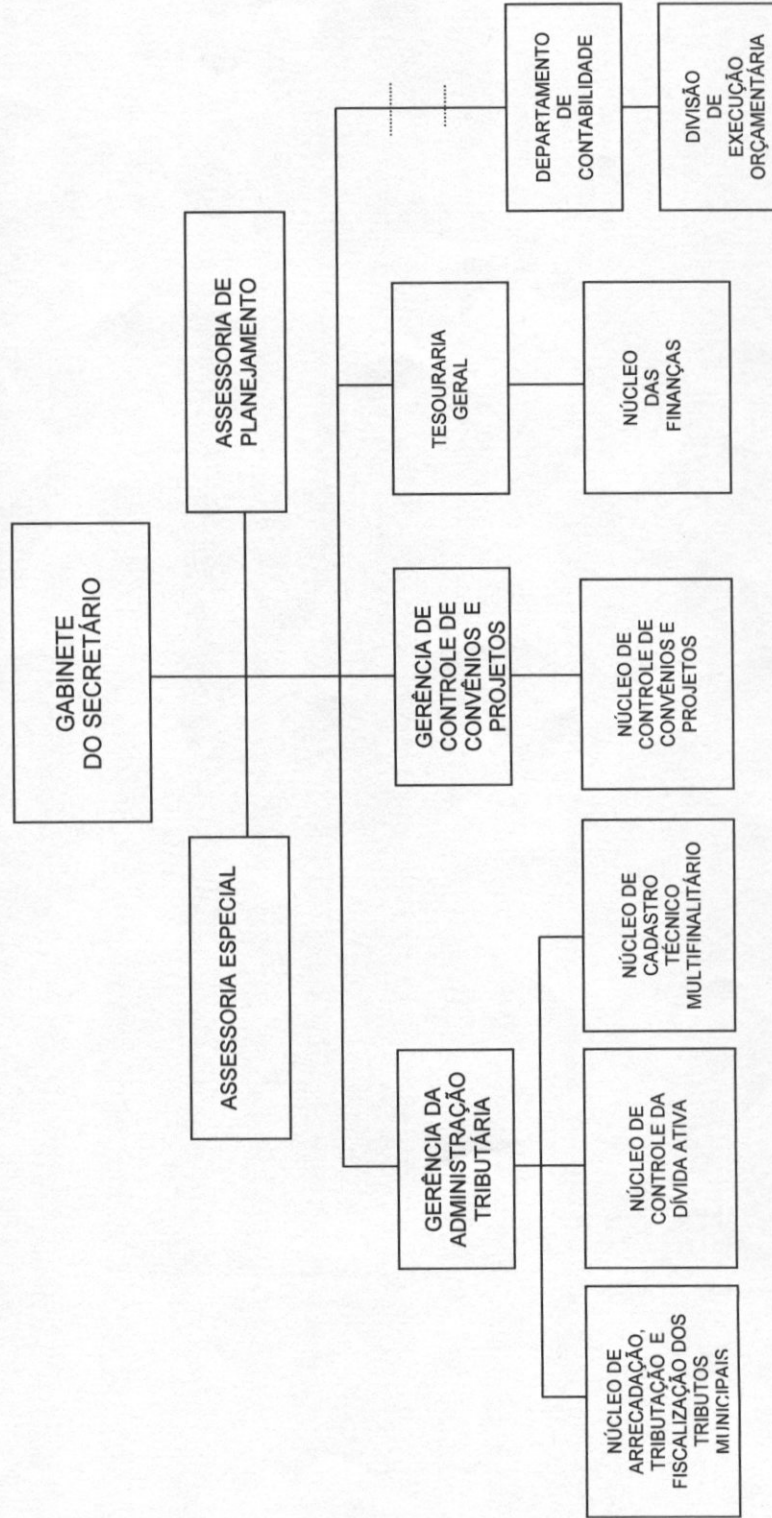 GABINETE
DO SECRETÁRIO
ASSESSORIA ESPECIAL
ASSESSORIA DE
PLANEJAMENTO
GERÊNCIA DA
ADMINISTRAÇÃO
TRIBUTÁRIA
GERÊNCIA DE
CONTROLE DE
CONVÊNIOS E
PROJETOS
TESOURARIA
GERAL
DEPARTAMENTO
DE
CONTABILIDADE
NÚCLEO DE
ARRECADAÇÃO,
TRIBUTAÇÃO E
FISCALIZAÇÃO DOS
TRIBUTOS
MUNICIPAIS
NÚCLEO DE
CONTROLE DA
DÍVIDA ATIVA
NÚCLEO DE
CADASTRO
TÉCNICO
MULTIFINALITÁRIO
NÚCLEO DE
CONTROLE DE
CONVÊNIOS E
PROJETOS
NÚCLEO
DAS
FINANÇAS
DIVISÃO
DE
EXECUÇÃO
ORÇAMENTÁRIA